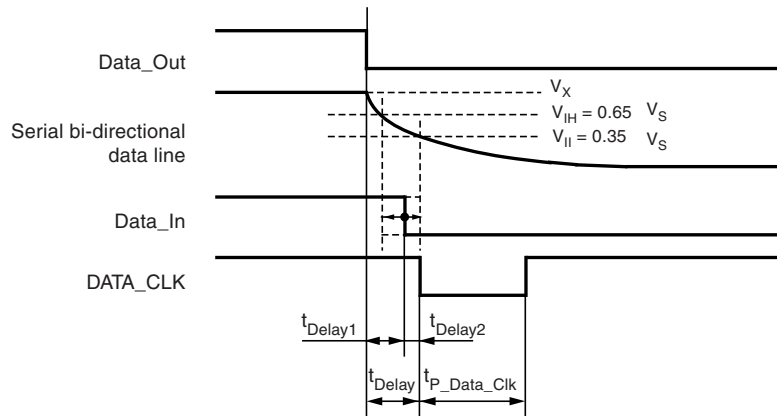 Data_Out
V_X
V_IH = 0.65 V_S
Serial bi-directional
data line
V_Il = 0.35 V_S
Data_In
DATA_CLK
t_Delay1
t_Delay2
t_Delay
t_P_Data_Clk